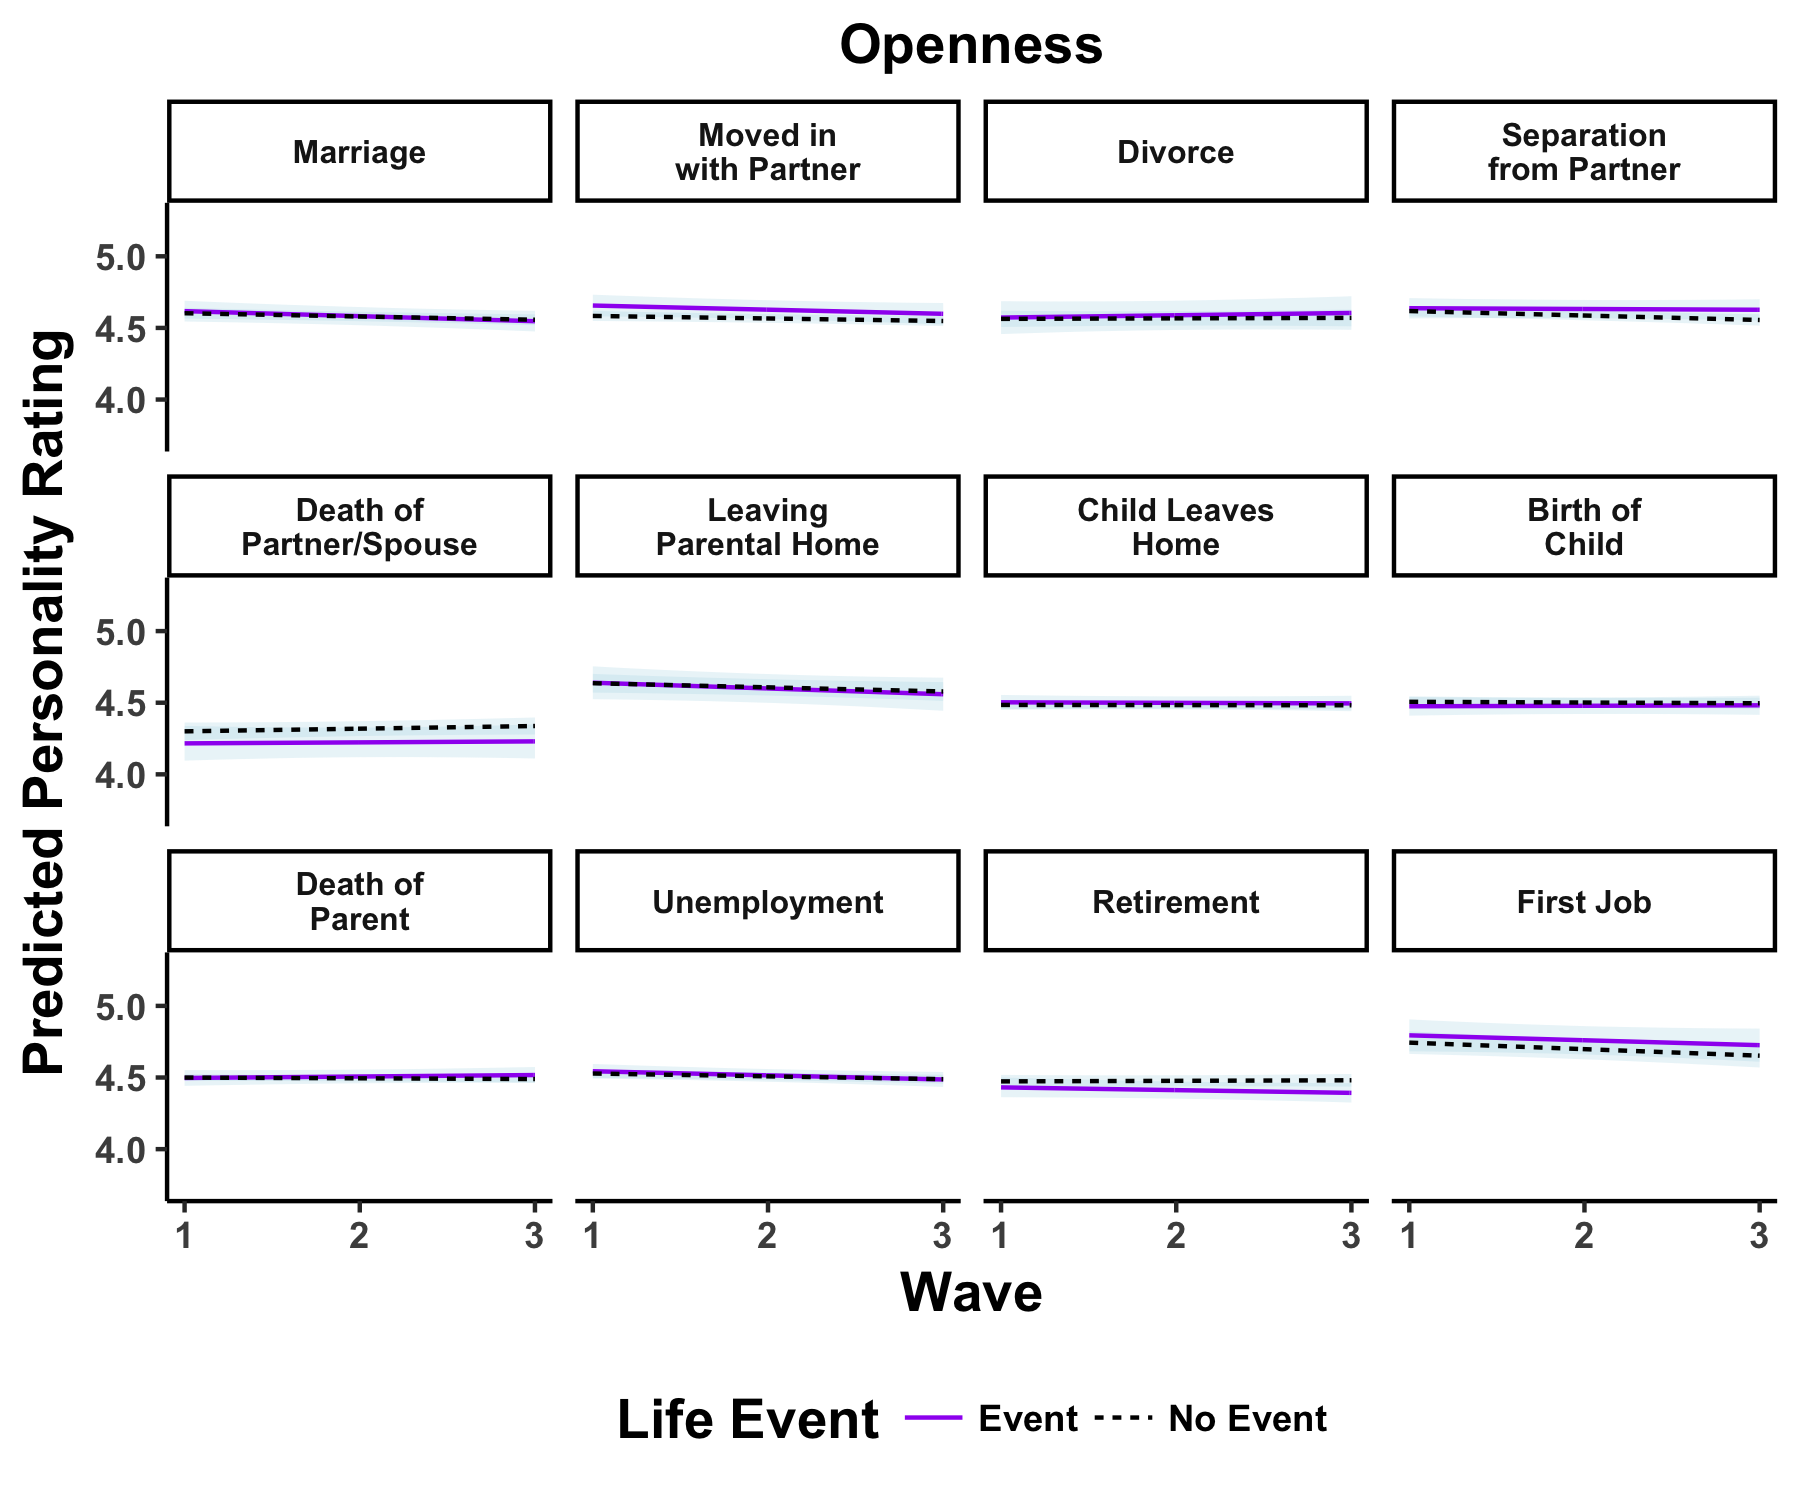 Openness
Marriage
Moved in
with Partner
Divorce
Separation
from Partner
5.0
4.5
4.0
Death of
Partner/Spouse
Leaving
Parental Home
Child Leaves
Home
Birth of
Child
5.0
4.5
4.0
Death of
Parent
Unemployment
Retirement
First Job
5.0
4.5
4.0
1 2 3 1 2 3 1 2 3 1 2 3
Predicted Personality Rating
Wave
Life Event Event No Event